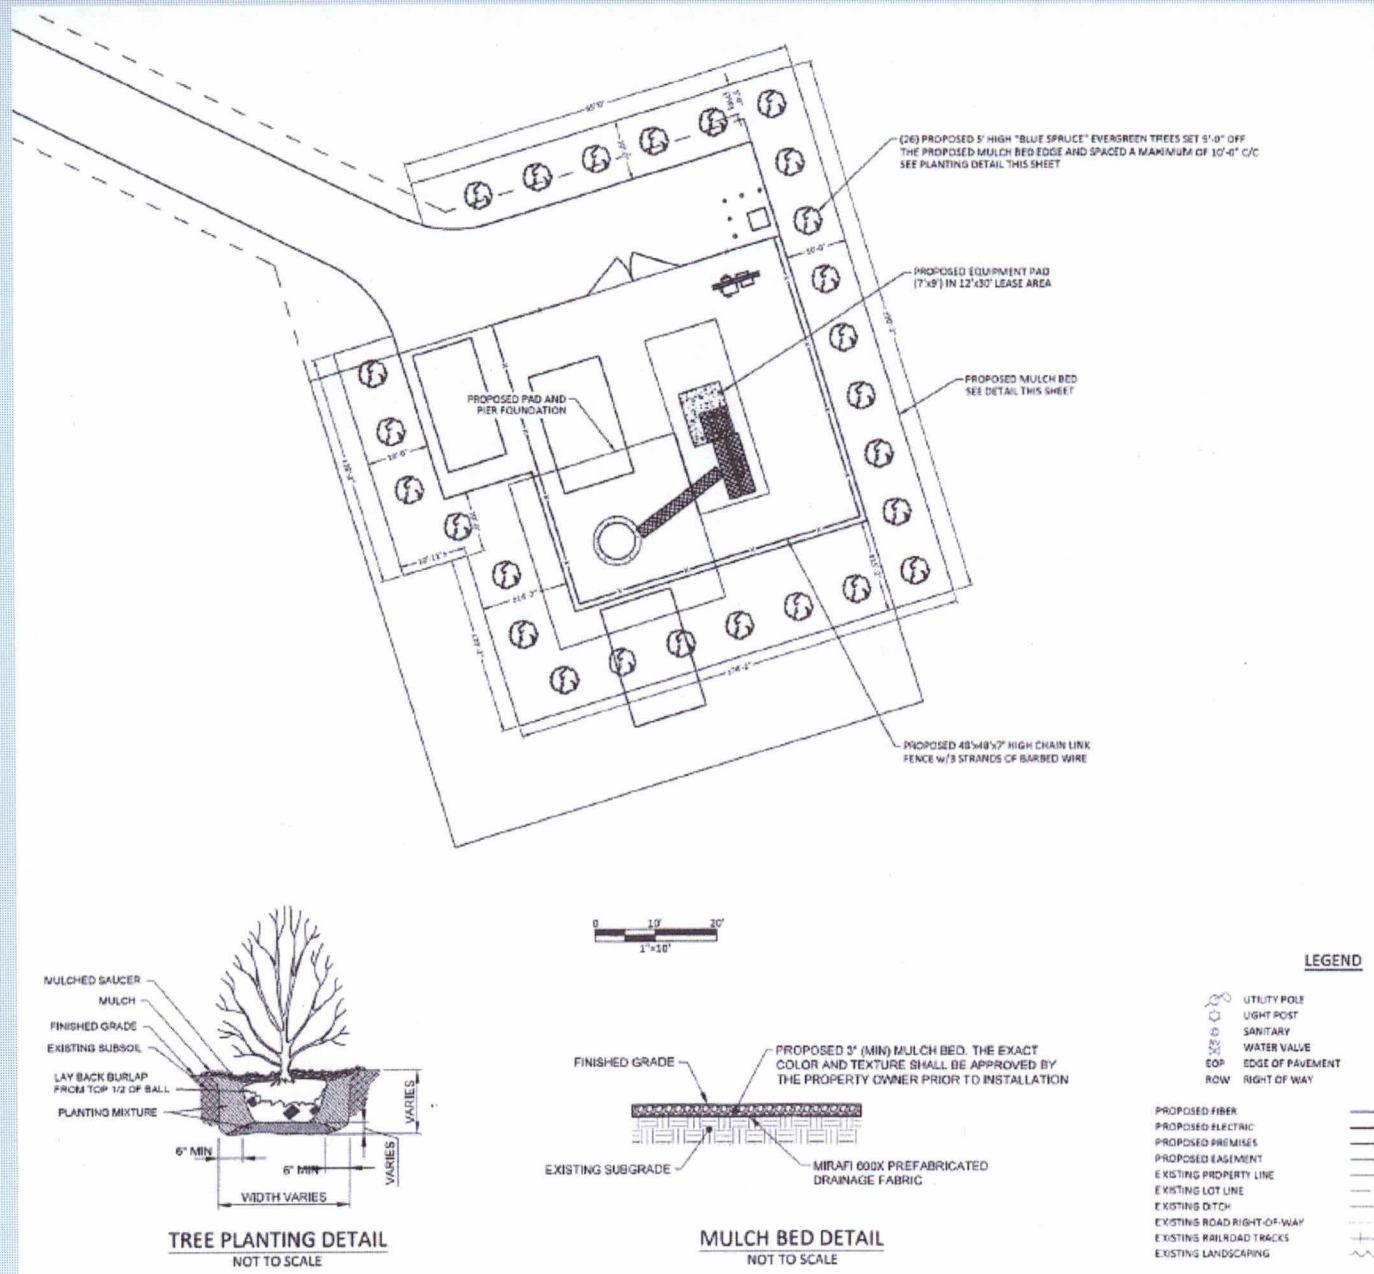 (26) PROPOSED 5' HIGH "BLUE SPRUCE" EVERGREEN TREES SET 5'-0" OFF
THE PROPOSED MULCH BED EDGE AND SPACED A MAXIMUM OF 10'-0" C/C
SEE PLANTING DETAIL THIS SHEET
PROPOSED EQUIPMENT PAD
(7'x9') IN 12'x30' LEASE AREA
10'-0"
PROPOSED MULCH BED
SEE DETAIL THIS SHEET
PROPOSED PAD AND
PIER FOUNDATION
10'-0"
PROPOSED 48'x48'x7' HIGH CHAIN LINK
FENCE w/3 STRANDS OF BARBED WIRE
0 10' 20'
1"=10'
MULCHED SAUCER
MULCH
FINISHED GRADE
EXISTING SUBSOIL
LAY BACK BURLAP
FROM TOP 1/2 OF BALL
PLANTING MIXTURE
6" MIN
6" MIN
VARIES
VARIES
WIDTH VARIES
TREE PLANTING DETAIL
NOT TO SCALE
FINISHED GRADE
PROPOSED 3" (MIN) MULCH BED. THE EXACT
COLOR AND TEXTURE SHALL BE APPROVED BY
THE PROPERTY OWNER PRIOR TO INSTALLATION
EXISTING SUBGRADE
MIRAFI 600X PREFABRICATED
DRAINAGE FABRIC
MULCH BED DETAIL
NOT TO SCALE
LEGEND
UTILITY POLE
LIGHT POST
SANITARY
WATER VALVE
EOP EDGE OF PAVEMENT
ROW RIGHT OF WAY
PROPOSED FIBER
PROPOSED ELECTRIC
PROPOSED PREMISES
PROPOSED EASEMENT
EXISTING PROPERTY LINE
EXISTING LOT LINE
EXISTING DITCH
EXISTING ROAD RIGHT-OF-WAY
EXISTING RAILROAD TRACKS
EXISTING LANDSCAPING